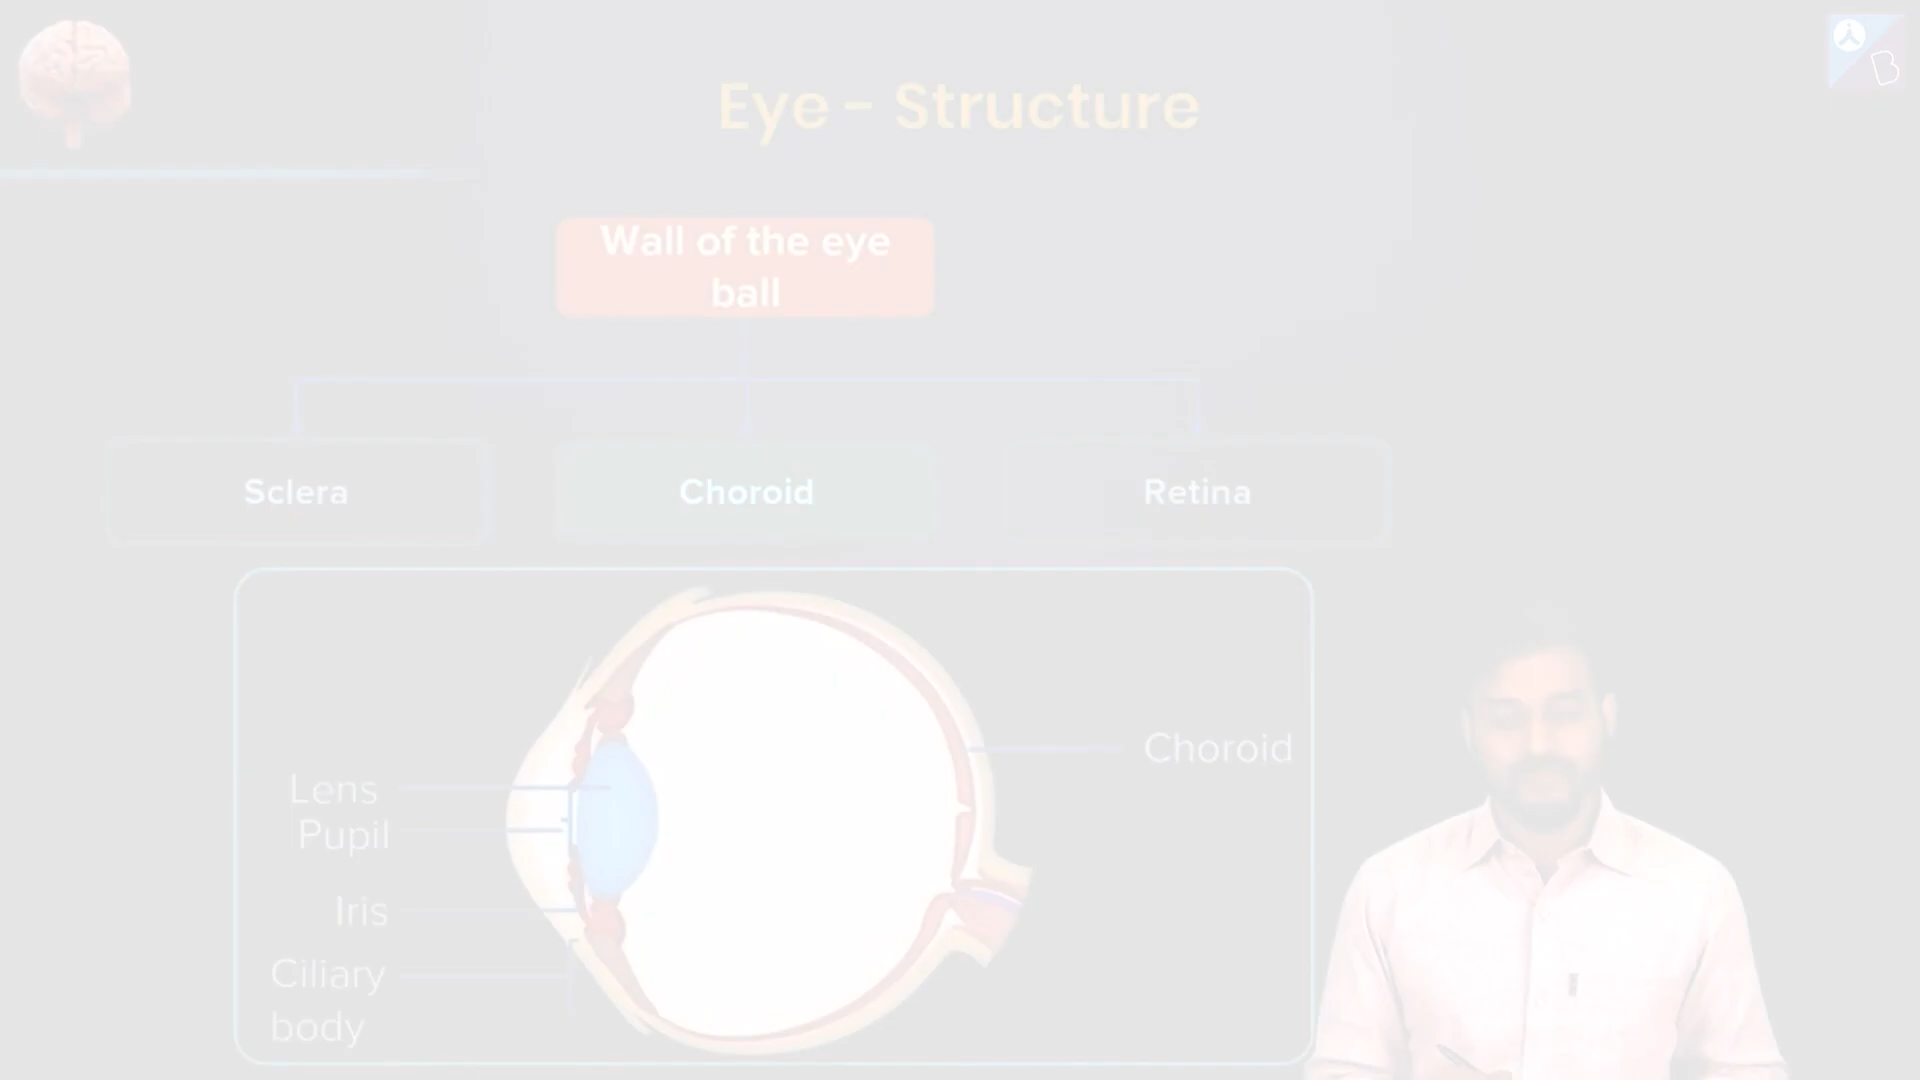 Eye - Structure
Wall of the eye
ball
Sclera
Choroid
Retina
Choroid
Lens
Pupil
Iris
Ciliary
body
B